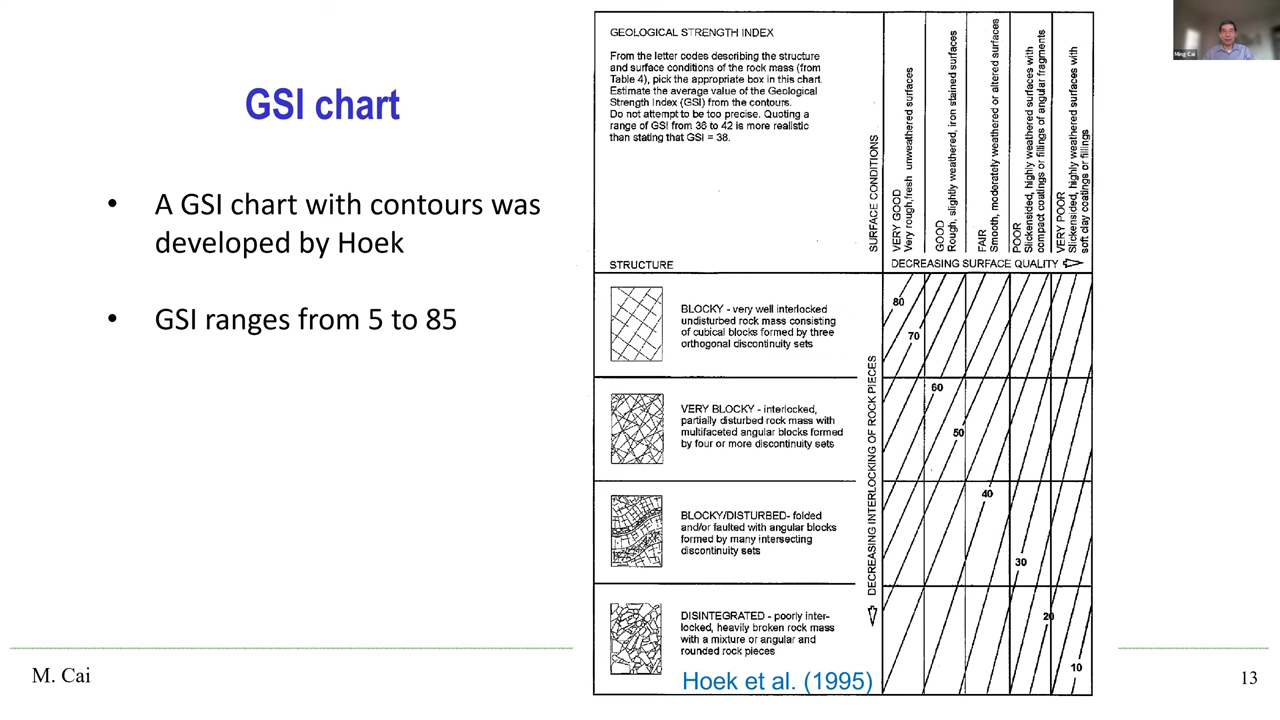 GSI chart
• A GSI chart with contours was
developed by Hoek
• GSI ranges from 5 to 85
GEOLOGICAL STRENGTH INDEX
From the letter codes describing the structure
and surface conditions of the rock mass (from
Table 4), pick the appropriate box in this chart.
Estimate the average value of the Geological
Strength Index (GSI) from the contours.
Do not attempt to be too precise. Quoting a
range of GSI from 36 to 42 is more realistic
than stating that GSI = 38.
SURFACE CONDITIONS
VERY GOOD
Very rough,fresh unweathered surfaces
GOOD
Rough, slightly weathered, iron stained surfaces
FAIR
Smooth, moderately weathered or altered surfaces
POOR
Slickensided, highly weathered surfaces with
compact coatings or fillings of angular fragments
VERY POOR
Slickensided, highly weathered surfaces with
soft clay coatings or fillings
STRUCTURE
DECREASING SURFACE QUALITY
BLOCKY - very well interlocked
undisturbed rock mass consisting
of cubical blocks formed by three
orthogonal discontinuity sets
VERY BLOCKY - interlocked,
partially disturbed rock mass with
multifaceted angular blocks formed
by four or more discontinuity sets
BLOCKY/DISTURBED- folded
and/or faulted with angular blocks
formed by many intersecting
discontinuity sets
DISINTEGRATED - poorly inter-
locked, heavily broken rock mass
with a mixture or angular and
rounded rock pieces
DECREASING INTERLOCKING OF ROCK PIECES
80
70
60
50
40
30
20
10
Hoek et al. (1995)
M. Cai
13
Ming Cai